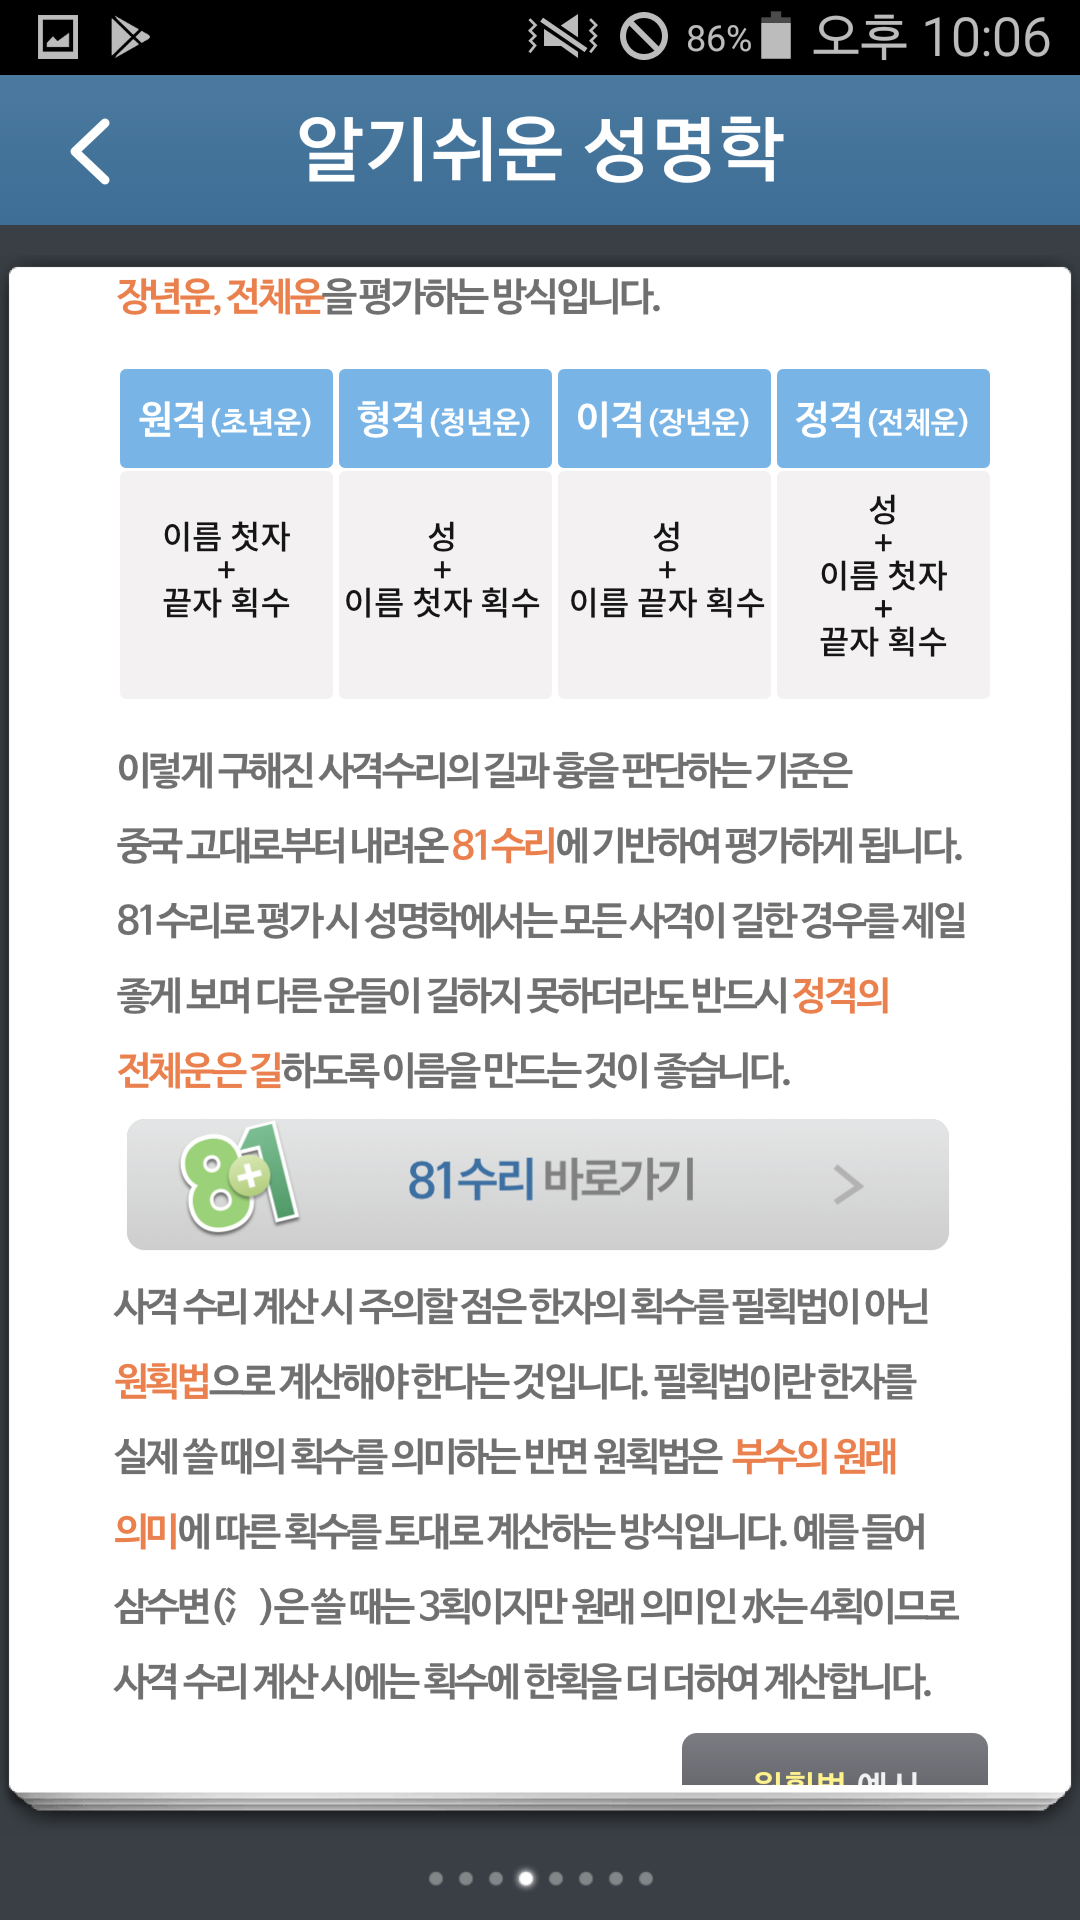 86% 오후 10:06
알기쉬운 성명학
장년운, 전체운을 평가하는 방식입니다.
원격 (초년운) 형격 (청년운) 이격 (장년운) 정격 (전체운)
이름 첫자
+
끝자 획수
성
+
이름 첫자 획수
성
+
이름 끝자 획수
성
+
이름 첫자
+
끝자 획수
이렇게 구해진 사격수리의 길과 흉을 판단하는 기준은
중국 고대로부터 내려온 81수리에 기반하여 평가하게 됩니다.
81수리로 평가 시 성명학에서는 모든 사격이 길한 경우를 제일
좋게 보며 다른 운들이 길하지 못하더라도 반드시 정격의
전체운은 길하도록 이름을 만드는 것이 좋습니다.
81+ 81수리 바로가기
사격 수리 계산 시 주의할 점은 한자의 획수를 필획법이 아닌
원획법으로 계산해야 한다는 것입니다. 필획법이란 한자를
실제 쓸 때의 획수를 의미하는 반면 원획법은 부수의 원래
의미에 따른 획수를 토대로 계산하는 방식입니다. 예를 들어
삼수변(氵)은 쓸 때는 3획이지만 원래 의미인 水는 4획이므로
사격 수리 계산 시에는 획수에 한획을 더 더하여 계산합니다.
원획법 예시